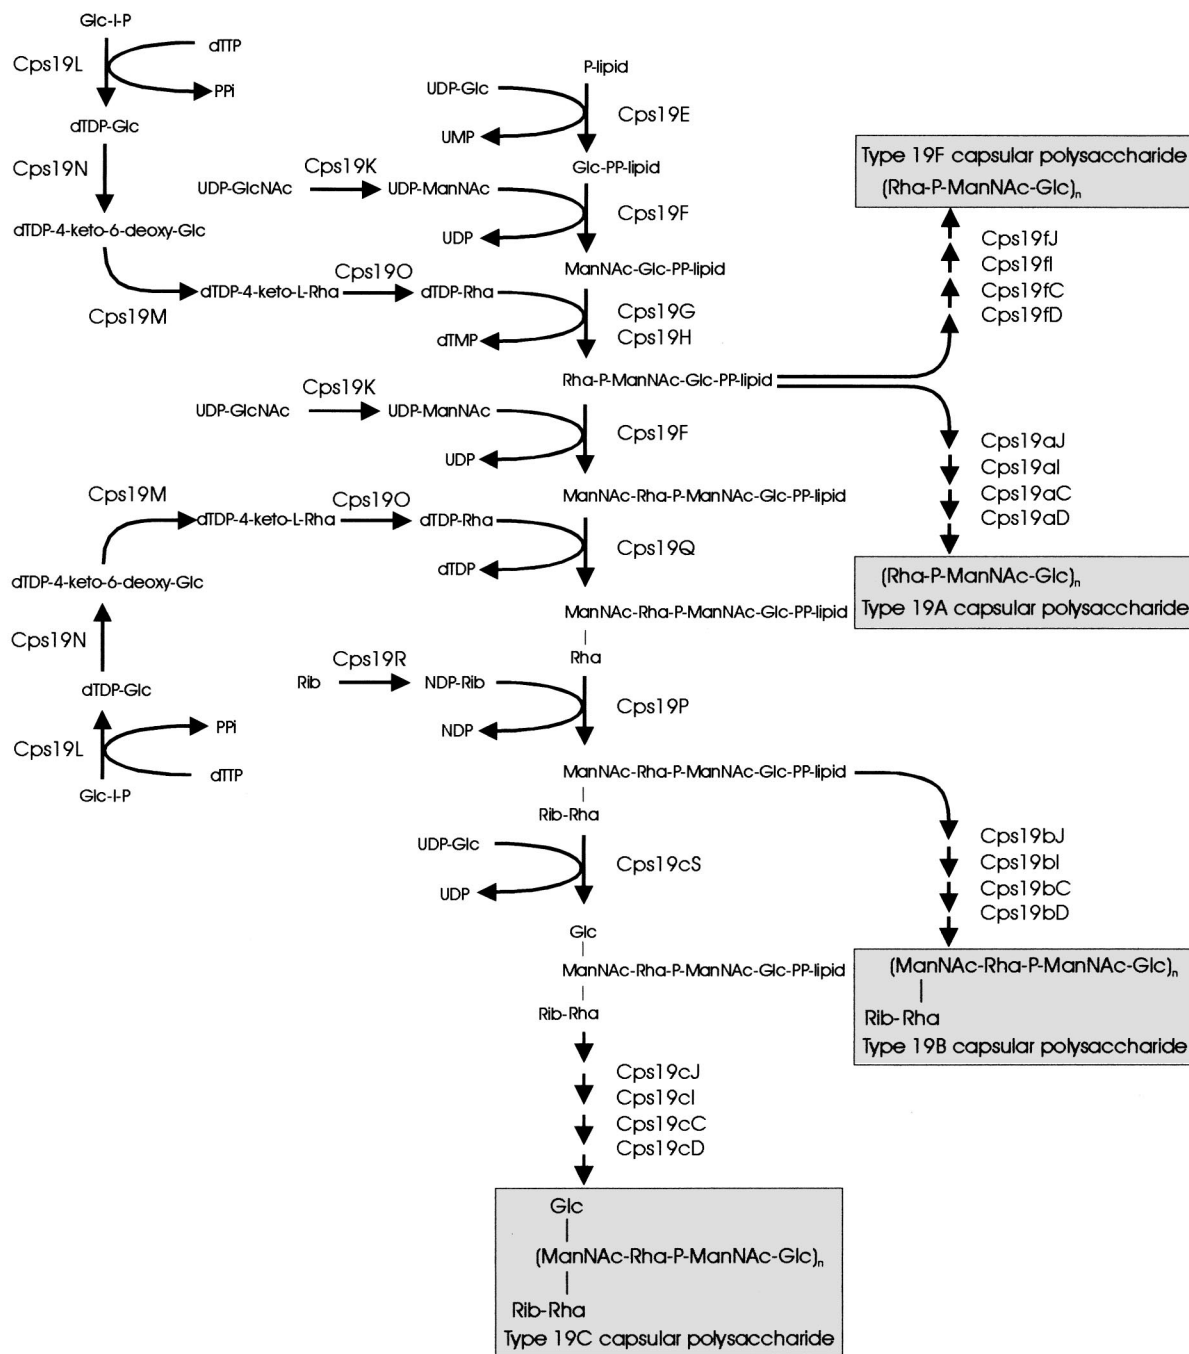 Glc-I-P
dTTP
Cps19L
PPi
dTDP-Glc
Cps19N
dTDP-4-keto-6-deoxy-Glc
Cps19M
dTDP-4-keto-L-Rha
Cps19O
dTDP-Rha
dTMP
UDP-GlcNAc
Cps19K
UDP-ManNAc
UDP
P-lipid
UDP-Glc
Cps19E
UMP
Glc-PP-lipid
Cps19F
ManNAc-Glc-PP-lipid
Cps19G
Cps19H
Rha-P-ManNAc-Glc-PP-lipid
Type 19F capsular polysaccharide
(Rha-P-ManNAc-Glc)n
Cps19fJ
Cps19fI
Cps19fC
Cps19fD
Cps19aJ
Cps19aI
Cps19aC
Cps19aD
(Rha-P-ManNAc-Glc)n
Type 19A capsular polysaccharide
UDP-GlcNAc
Cps19K
UDP-ManNAc
Cps19F
UDP
ManNAc-Rha-P-ManNAc-Glc-PP-lipid
Cps19M
dTDP-4-keto-L-Rha
Cps19O
dTDP-Rha
Cps19Q
dTDP
dTDP-4-keto-6-deoxy-Glc
Cps19N
dTDP-Glc
PPi
Cps19L
dTTP
Glc-I-P
ManNAc-Rha-P-ManNAc-Glc-PP-lipid
Rha
Rib
Cps19R
NDP-Rib
Cps19P
NDP
ManNAc-Rha-P-ManNAc-Glc-PP-lipid
Rib-Rha
Cps19bJ
Cps19bI
Cps19bC
Cps19bD
(ManNAc-Rha-P-ManNAc-Glc)n
Rib-Rha
Type 19B capsular polysaccharide
UDP-Glc
Cps19cS
UDP
Glc
ManNAc-Rha-P-ManNAc-Glc-PP-lipid
Rib-Rha
Cps19cJ
Cps19cI
Cps19cC
Cps19cD
Glc
(ManNAc-Rha-P-ManNAc-Glc)n
Rib-Rha
Type 19C capsular polysaccharide